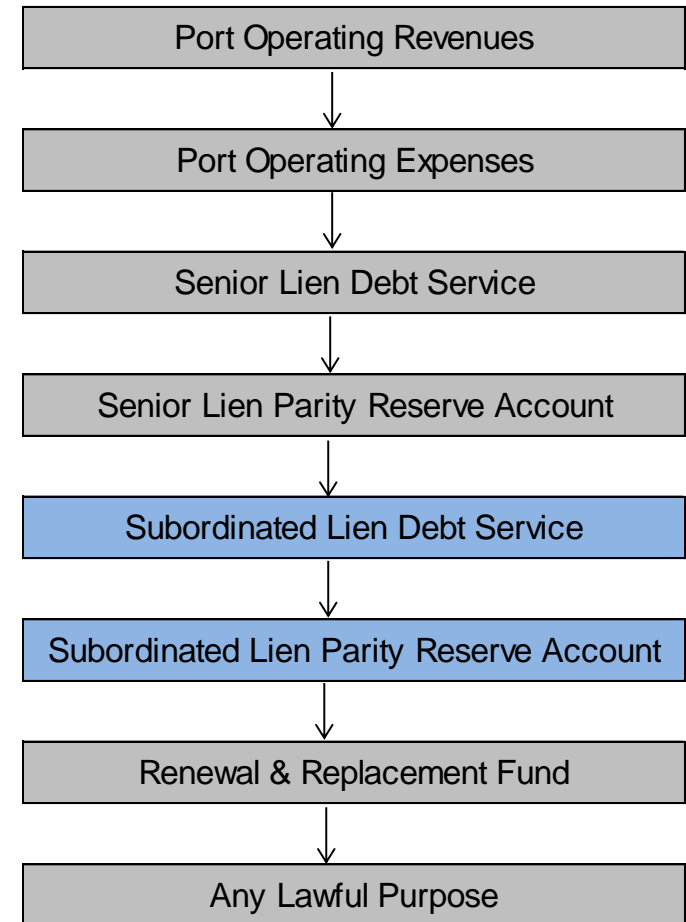 Port Operating Revenues
Port Operating Expenses
Senior Lien Debt Service
Senior Lien Parity Reserve Account
Subordinated Lien Debt Service
Subordinated Lien Parity Reserve Account
Renewal & Replacement Fund
Any Lawful Purpose